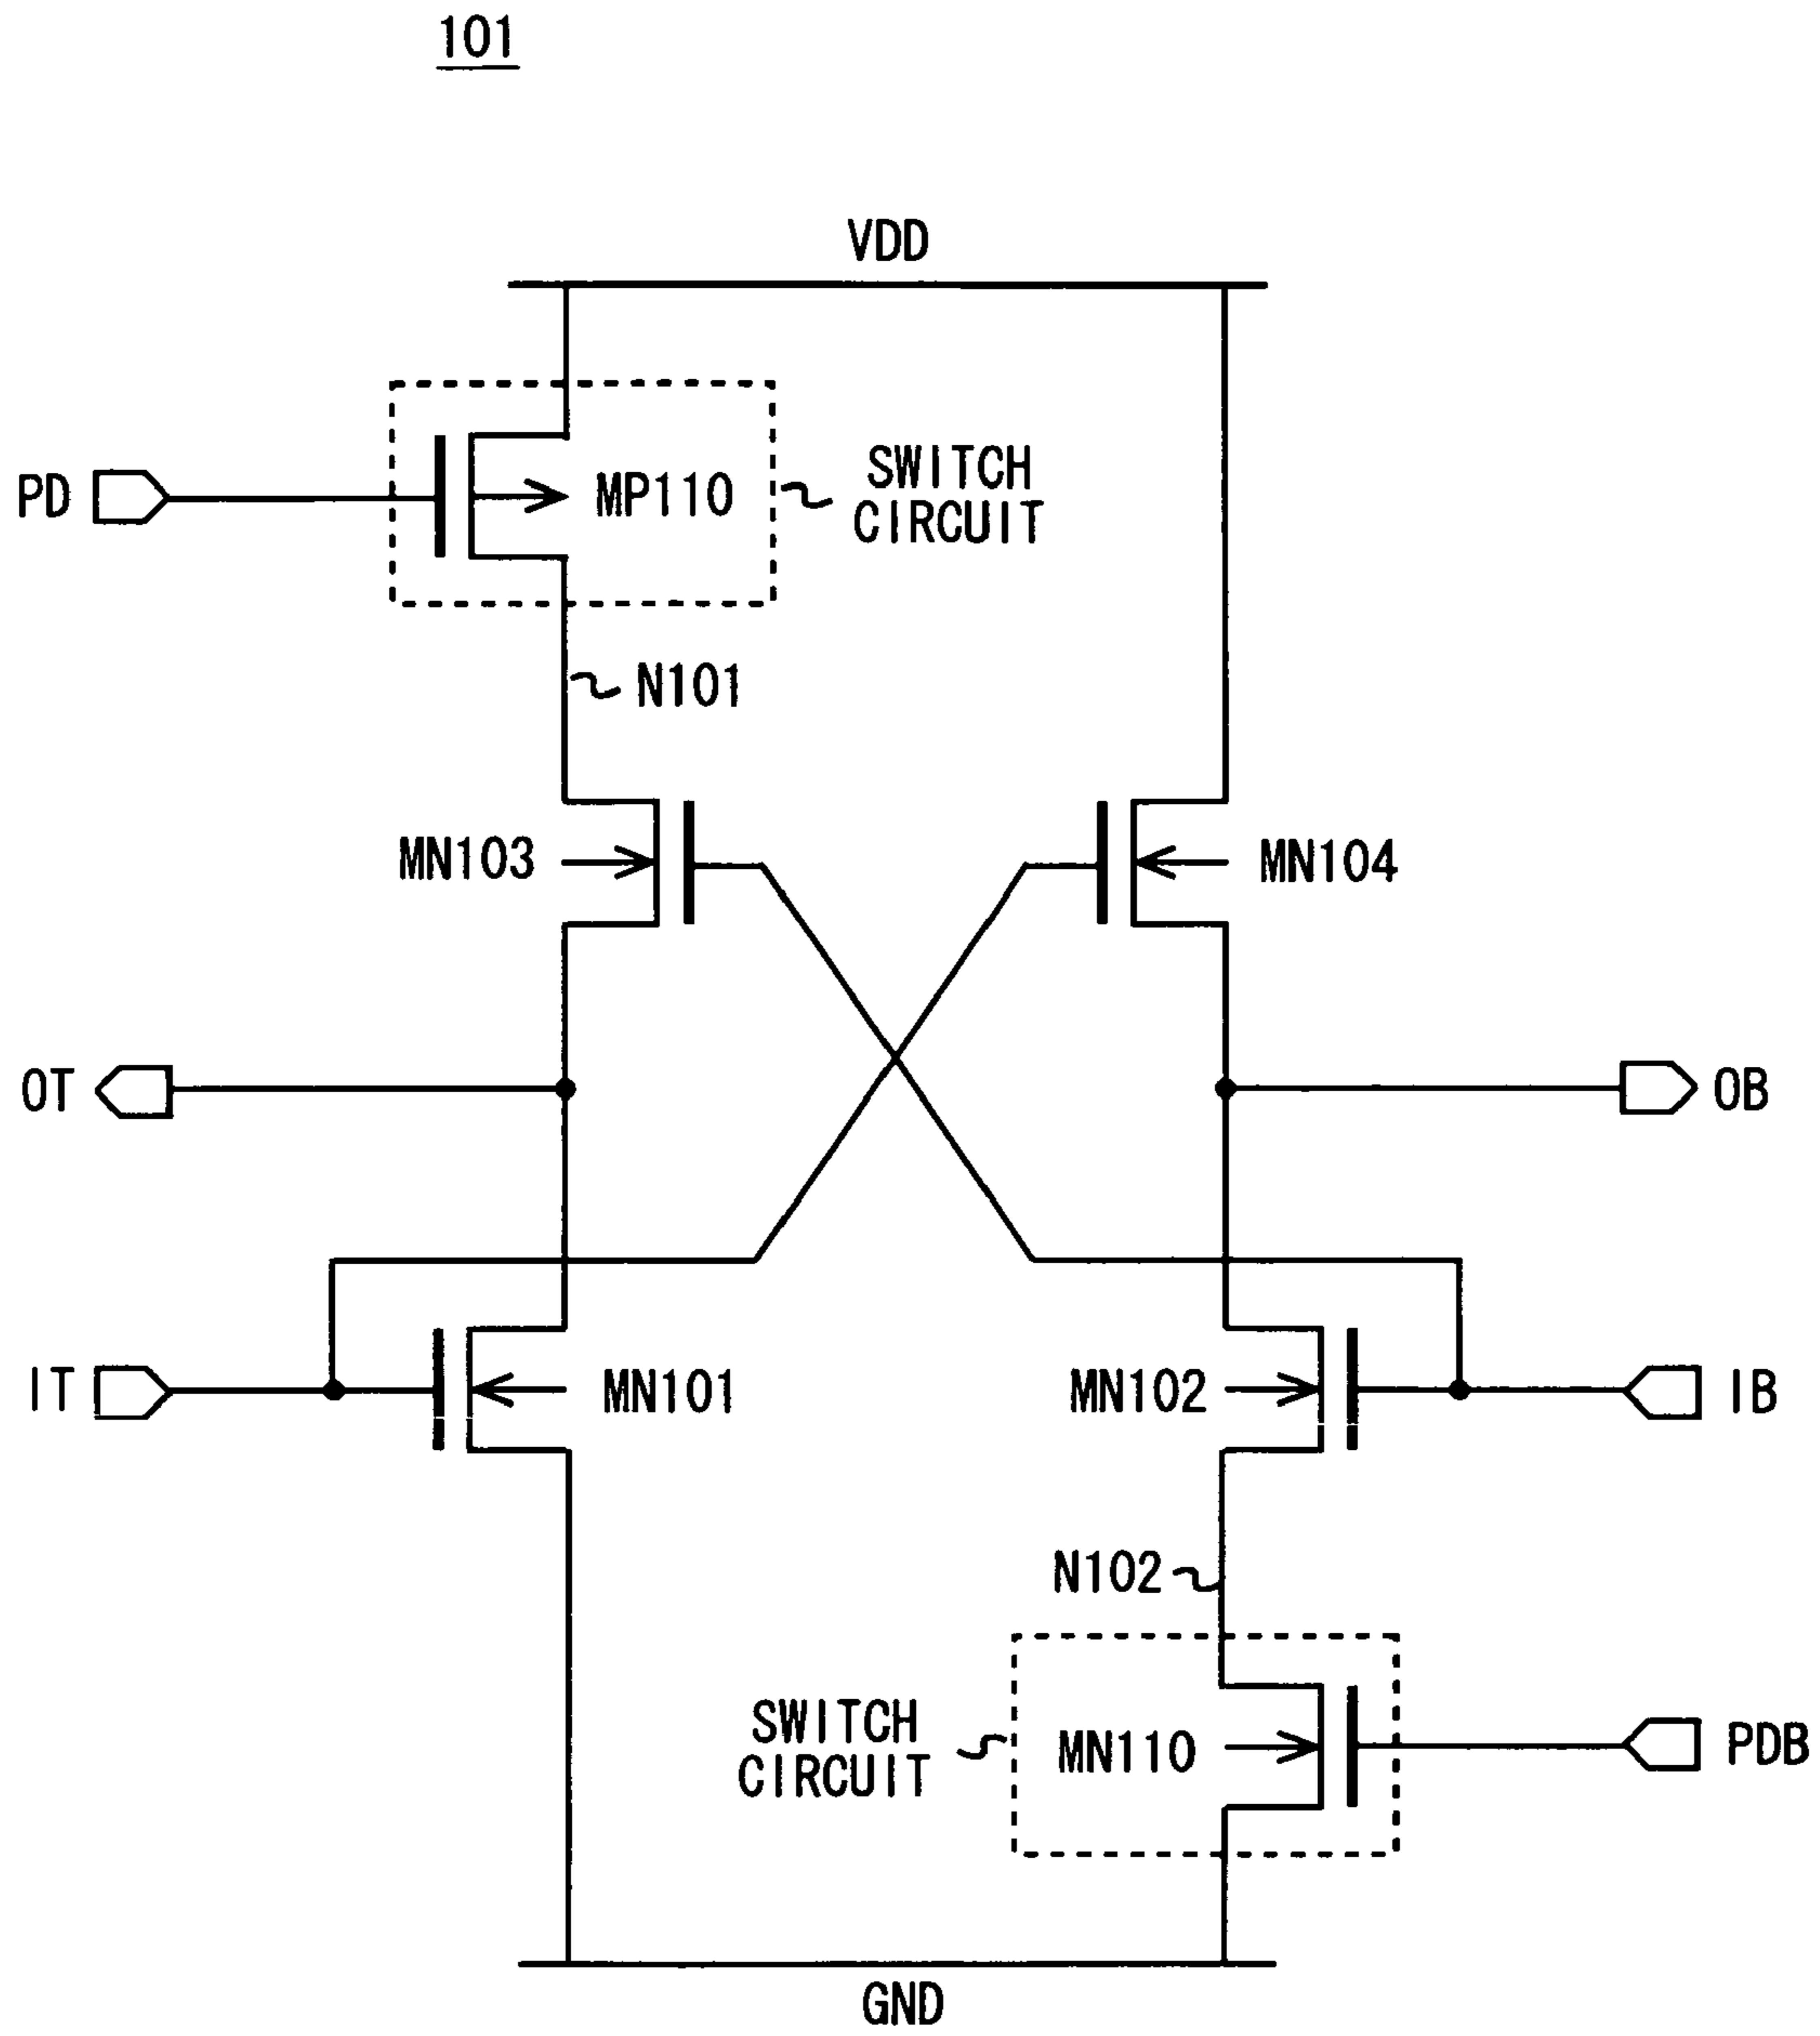 101
VDD
PD
MP110
SWITCH
CIRCUIT
N101
MN103
MN104
OT
OB
IT
MN101
MN102
IB
N102
SWITCH
CIRCUIT
MN110
PDB
GND